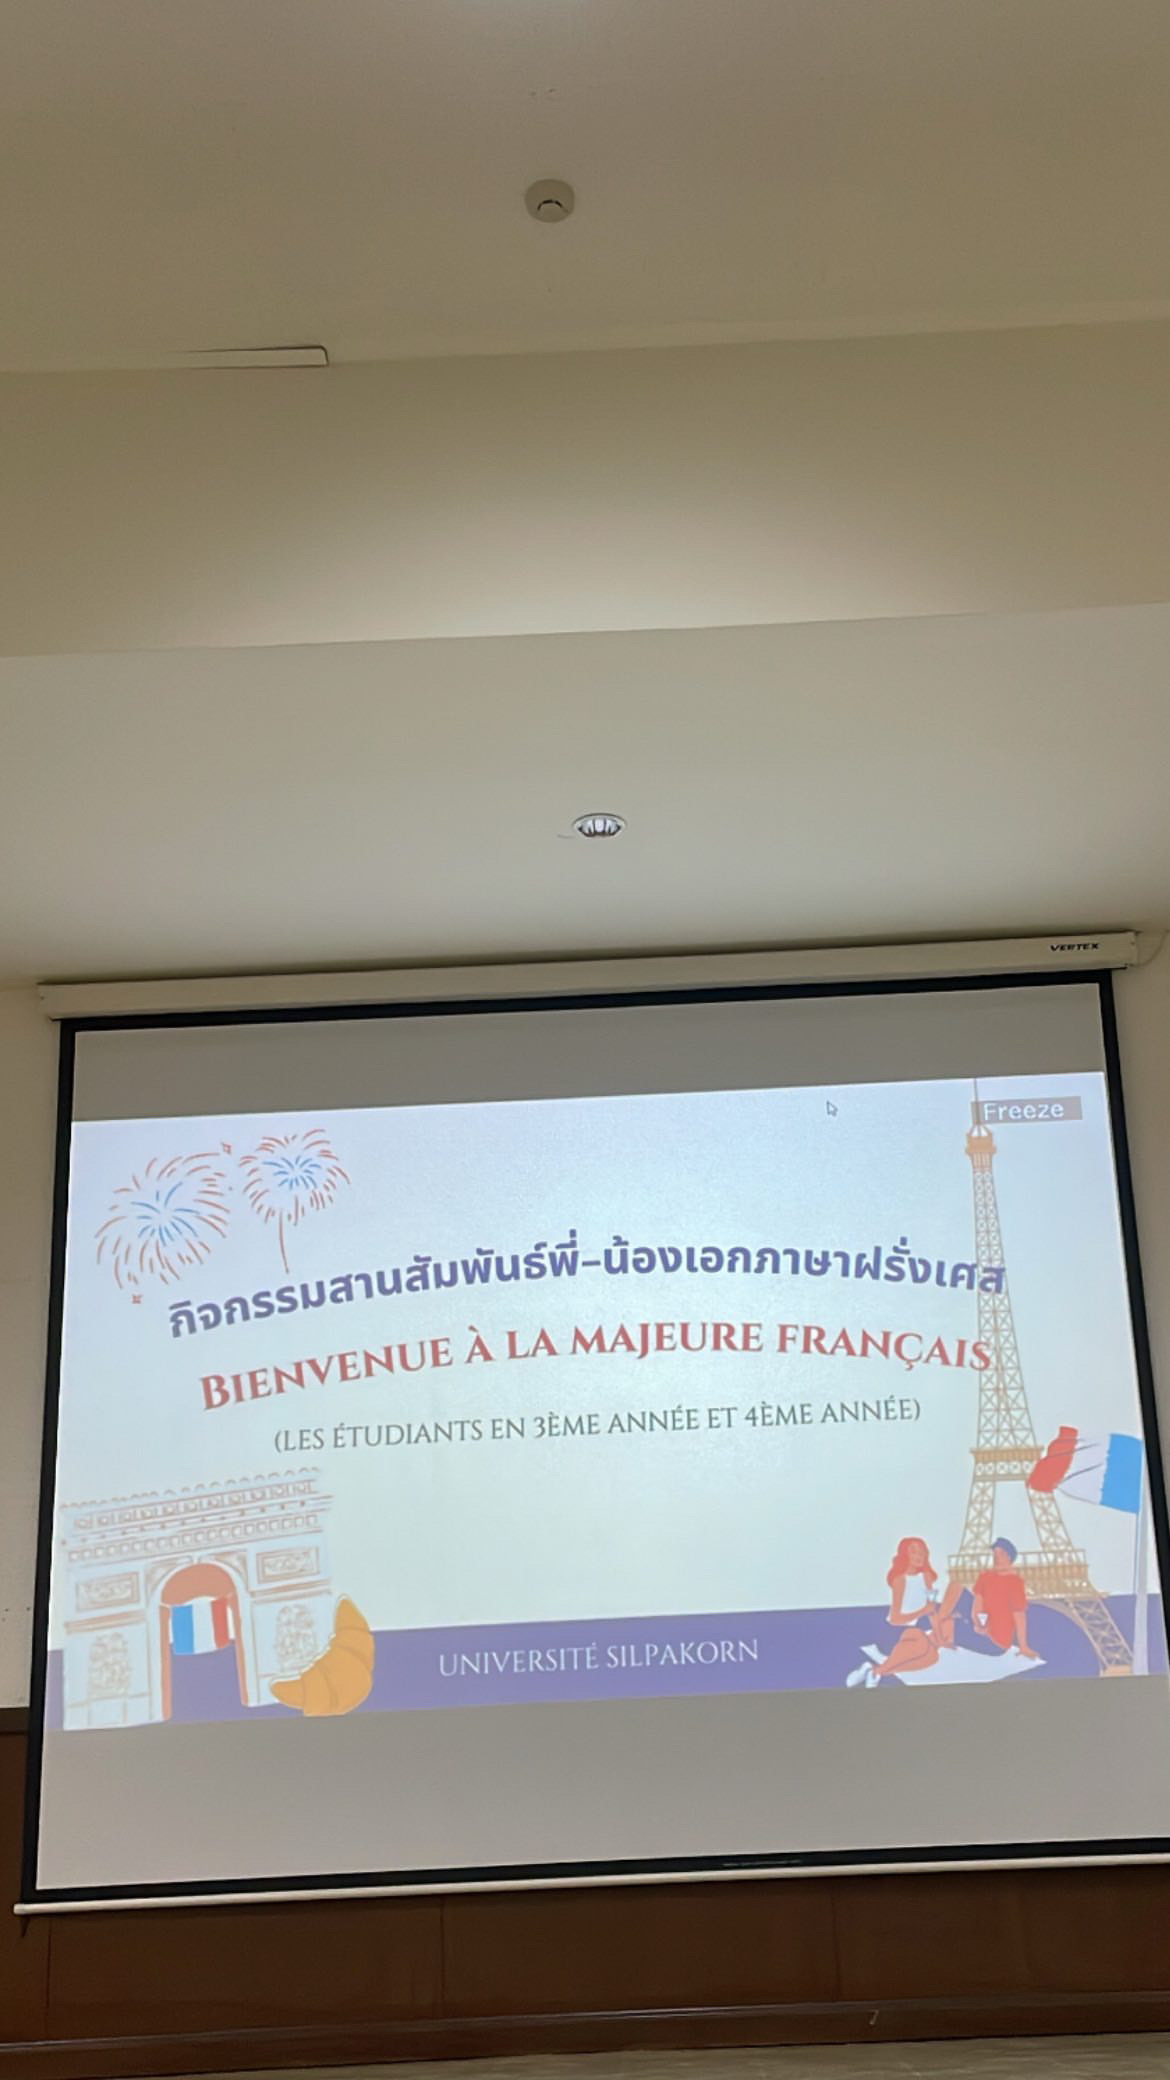 VERTEX
Freeze
กิจกรรมสานสัมพันธ์พี่-น้องเอกภาษาฝรั่งเศส
BIENVENUE À LA MAJEURE FRANÇAIS
(LES ÉTUDIANTS EN 3ÈME ANNÉE ET 4ÈME ANNÉE)
UNIVERSITÉ SILPAKORN